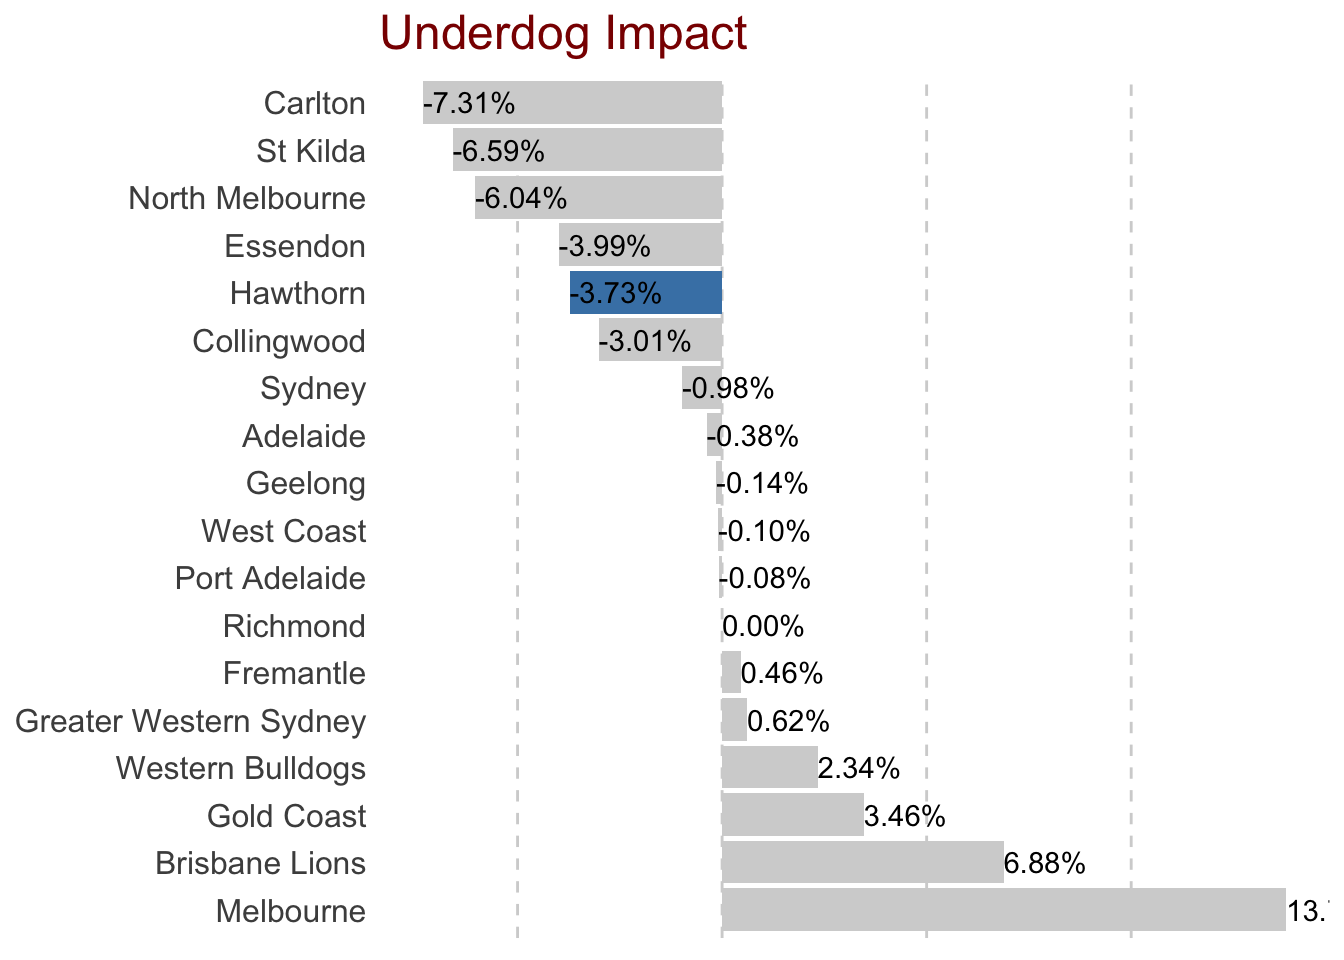 Underdog Impact
Carlton -7.31%
St Kilda -6.59%
North Melbourne -6.04%
Essendon -3.99%
Hawthorn -3.73%
Collingwood -3.01%
Sydney -0.98%
Adelaide -0.38%
Geelong -0.14%
West Coast -0.10%
Port Adelaide -0.08%
Richmond 0.00%
Fremantle 0.46%
Greater Western Sydney 0.62%
Western Bulldogs 2.34%
Gold Coast 3.46%
Brisbane Lions 6.88%
Melbourne 13.